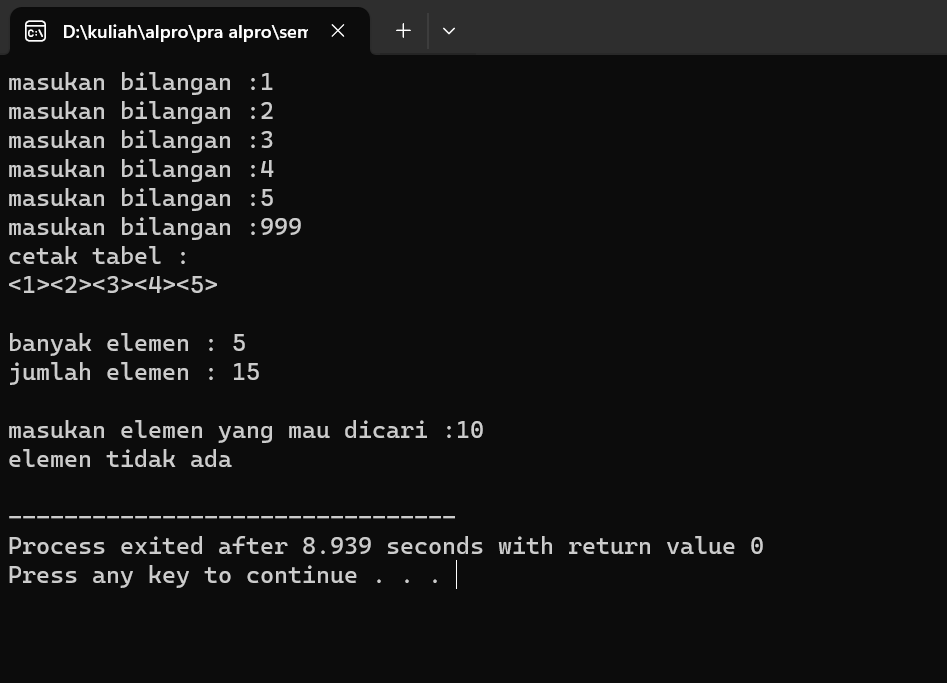 D:\kuliah\alpro\pra alpro\sem
masukan bilangan :1
masukan bilangan :2
masukan bilangan :3
masukan bilangan :4
masukan bilangan :5
masukan bilangan :999
cetak tabel :
<1><2><3><4><5>
banyak elemen : 5
jumlah elemen : 15
masukan elemen yang mau dicari :10
elemen tidak ada
--------------------------------
Process exited after 8.939 seconds with return value 0
Press any key to continue . . .